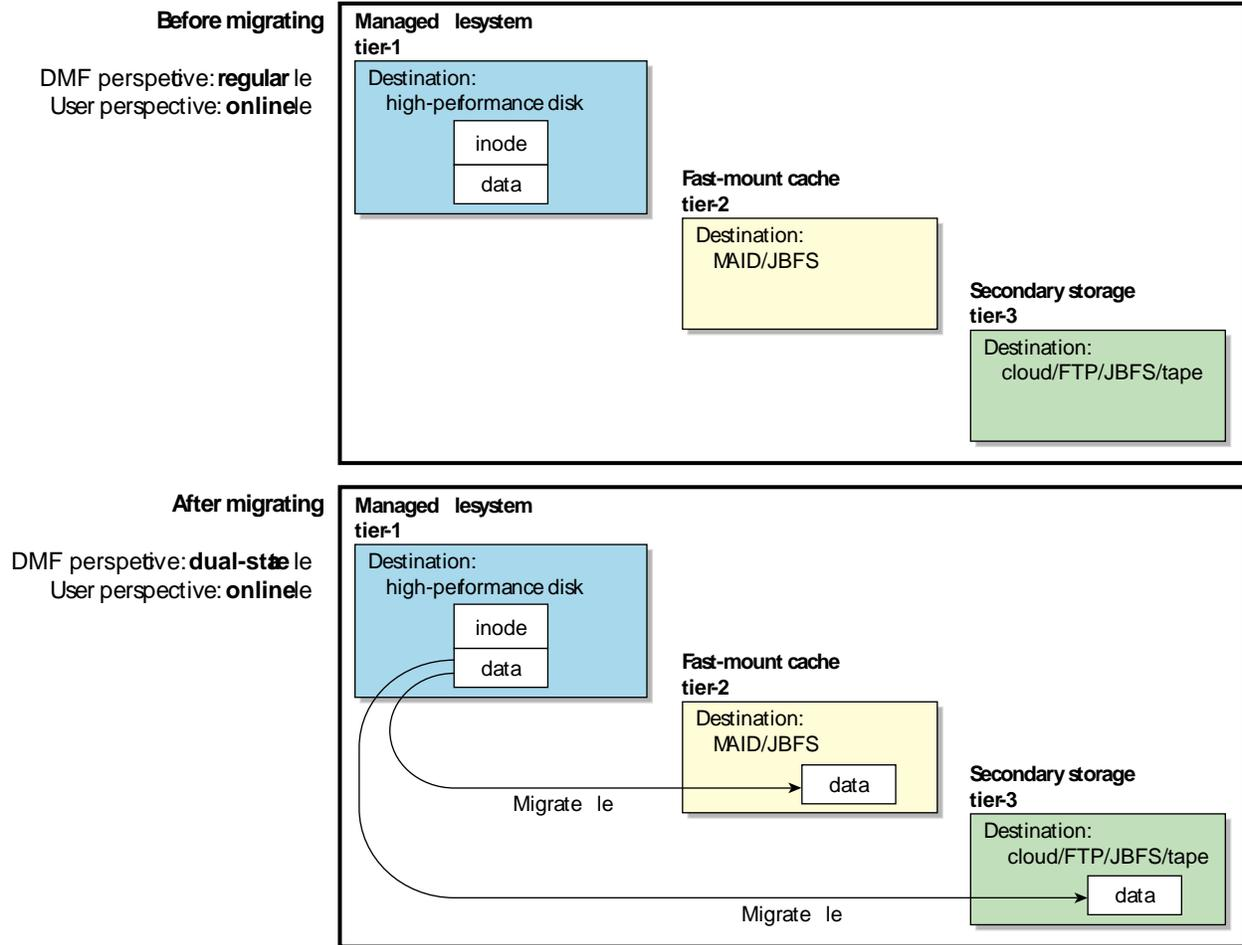 Before migrating
DMF perspetive: regular le
User perspective: online le
Managed lesystem
tier-1
Destination:
high-peformance disk
inode
data
Fast-mount cache
tier-2
Destination:
MAID/JBFS
Secondary storage
tier-3
Destination:
cloud/FTP/JBFS/tape
After migrating
DMF perspetive: dual-state le
User perspective: online le
Managed lesystem
tier-1
Destination:
high-peformance disk
inode
data
Fast-mount cache
tier-2
Destination:
MAID/JBFS
data
Migrate le
Secondary storage
tier-3
Destination:
cloud/FTP/JBFS/tape
data
Migrate le